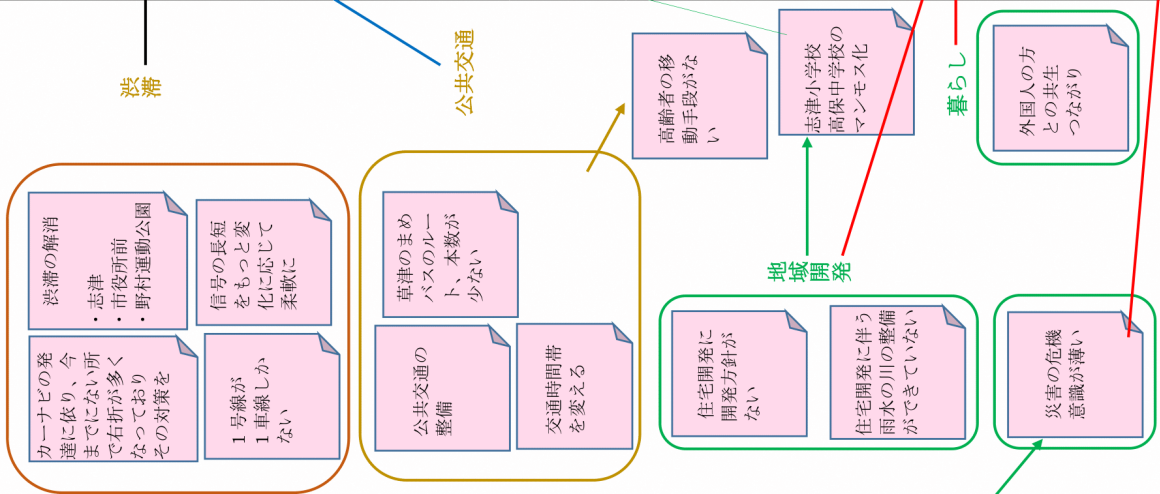 渋
滞
渋滞の解消
・志津
・市役所前
・野村運動公園
信号の長短
をもっと変
化に応じて
柔軟に
カーナビの発
達に依り、今
までにない所
で右折が多く
なっており
その対策を
１号線が
１車線しか
ない
公共交通
草津のまめ
バスのルー
ト、本数が
少ない
公共交通の
整備
交通時間帯
を変える
高齢者の移
動手段がな
い
志津小学校
高保中学校の
マンモス化
地域
開発
住宅開発に
開発方針が
ない
住宅開発に伴う
雨水の川の整備
ができていない
暮らし
外国人の方
との共生
つながり
災害の危機
意識が薄い